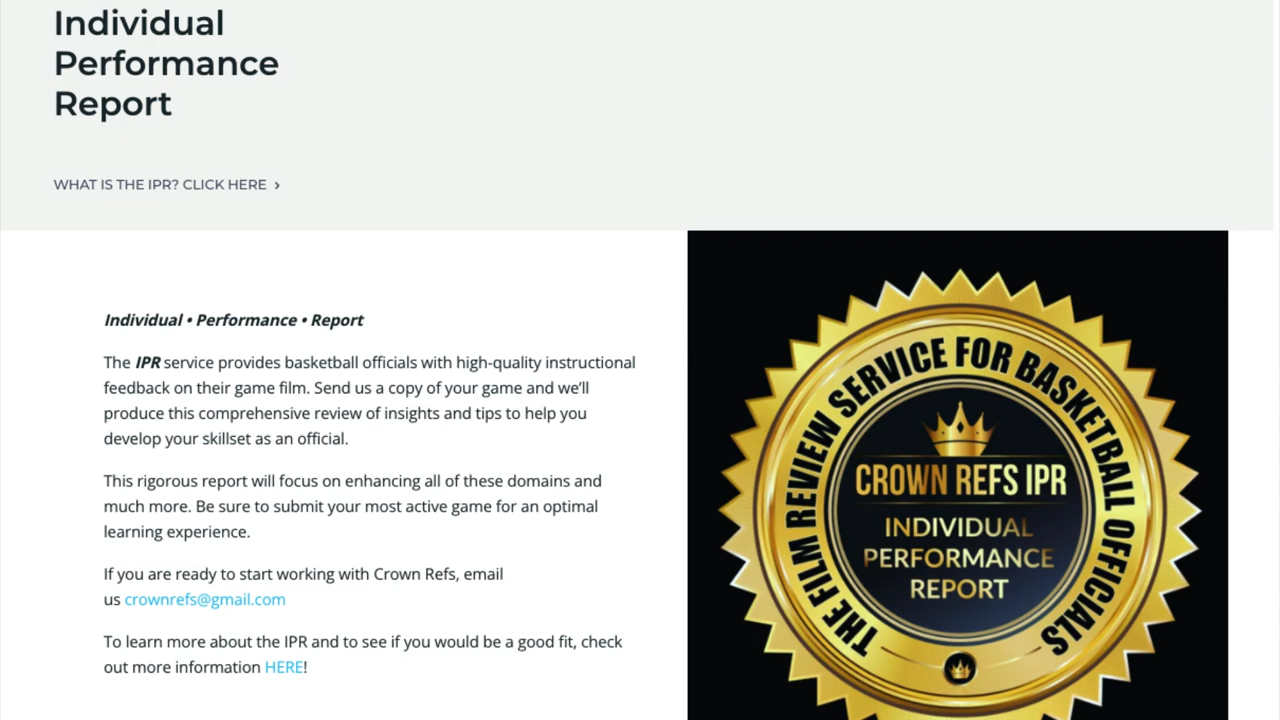 Individual
Performance
Report
WHAT IS THE IPR? CLICK HERE >
Individual • Performance • Report
The IPR service provides basketball officials with high-quality instructional
feedback on their game film. Send us a copy of your game and we’ll
produce this comprehensive review of insights and tips to help you
develop your skillset as an official.
This rigorous report will focus on enhancing all of these domains and
much more. Be sure to submit your most active game for an optimal
learning experience.
If you are ready to start working with Crown Refs, email
us crownrefs@gmail.com
To learn more about the IPR and to see if you would be a good fit, check
out more information HERE!
THE FILM REVIEW SERVICE FOR BASKETBALL OFFICIALS
CROWN REFS IPR
INDIVIDUAL
PERFORMANCE
REPORT